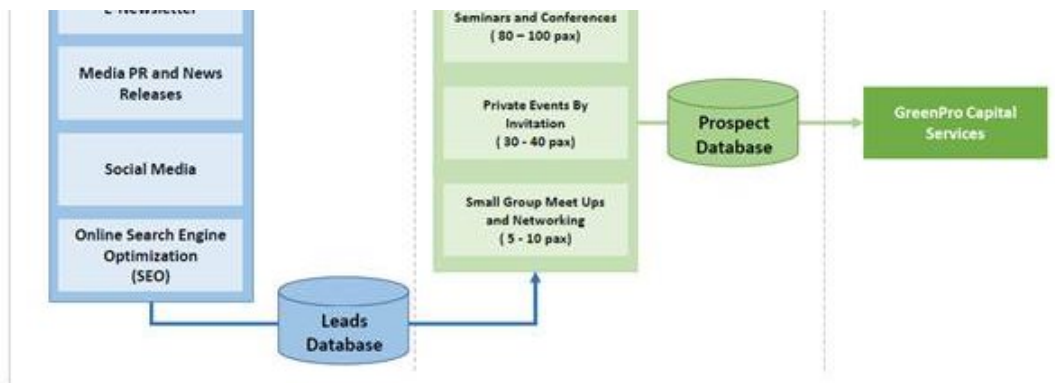 E-Newsletter
Media PR and News
Releases
Social Media
Online Search Engine
Optimization
(SEO)
Leads
Database
Seminars and Conferences
( 80 – 100 pax)
Private Events By
Invitation
( 30 - 40 pax)
Small Group Meet Ups
and Networking
( 5 - 10 pax)
Prospect
Database
GreenPro Capital
Services